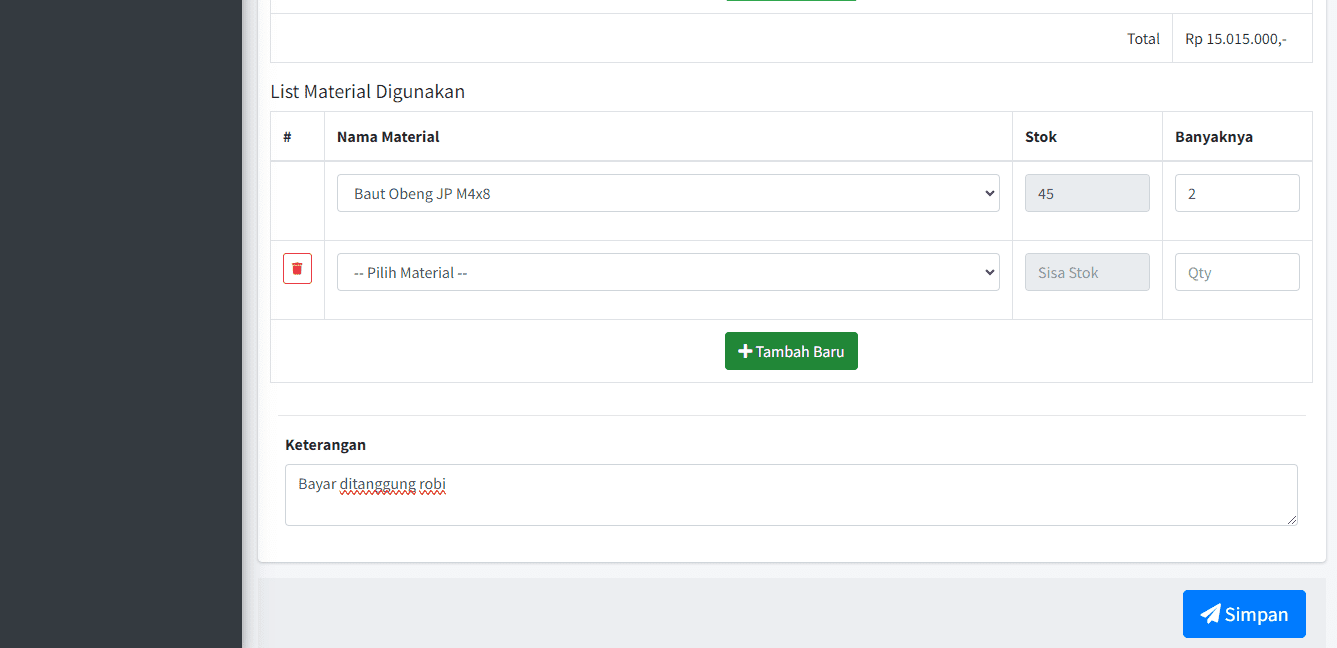 Total Rp 15.015.000,-
List Material Digunakan
# Nama Material Stok Banyaknya
Baut Obeng JP M4x8 45 2
-- Pilih Material -- Sisa Stok Qty
Tambah Baru
Keterangan
Bayar ditanggung robi
Simpan